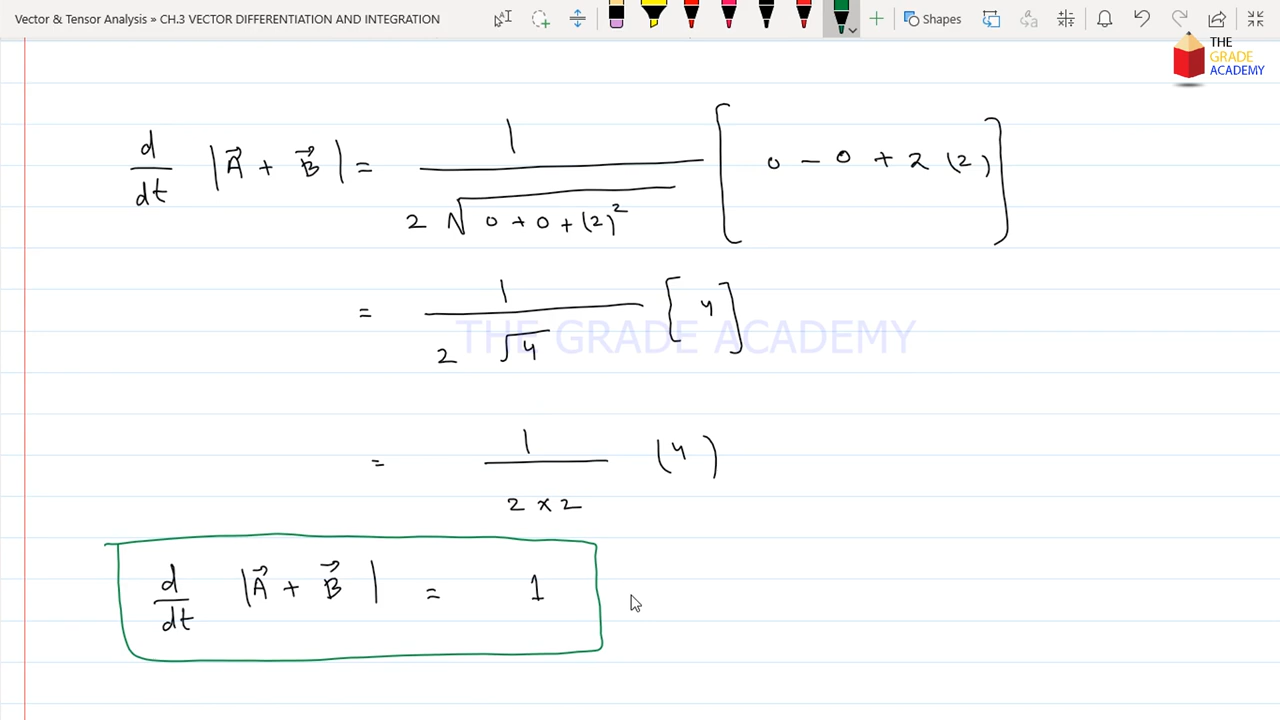 Vector & Tensor Analysis » CH.3 VECTOR DIFFERENTIATION AND INTEGRATION
Shapes
THE
GRADE
ACADEMY
d/dt |A⃗ + B⃗| = 1 / (2 √(0 + 0 + (2)²)) [0 − 0 + 2 (2)]
= 1 / (2 √4) [4]
THE GRADE ACADEMY
= 1 / (2 × 2) (4)
d/dt |A⃗ + B⃗| = 1